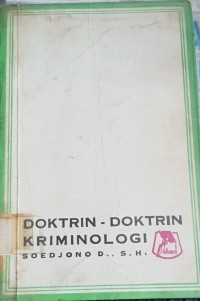 DOKTRIN - DOKTRIN
KRIMINOLOGI
SOEDJONO D., S.H.